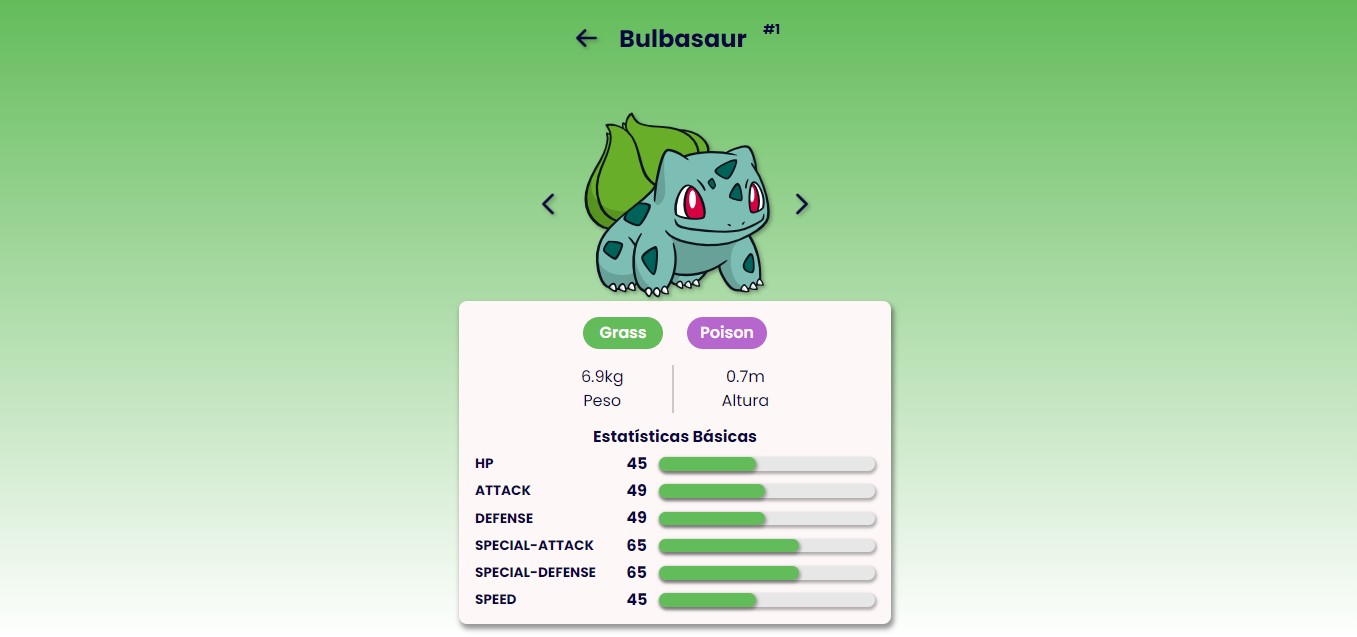 Bulbasaur #1
Grass Poison
6.9kg 0.7m
Peso Altura
Estatísticas Básicas
HP 45
ATTACK 49
DEFENSE 49
SPECIAL-ATTACK 65
SPECIAL-DEFENSE 65
SPEED 45